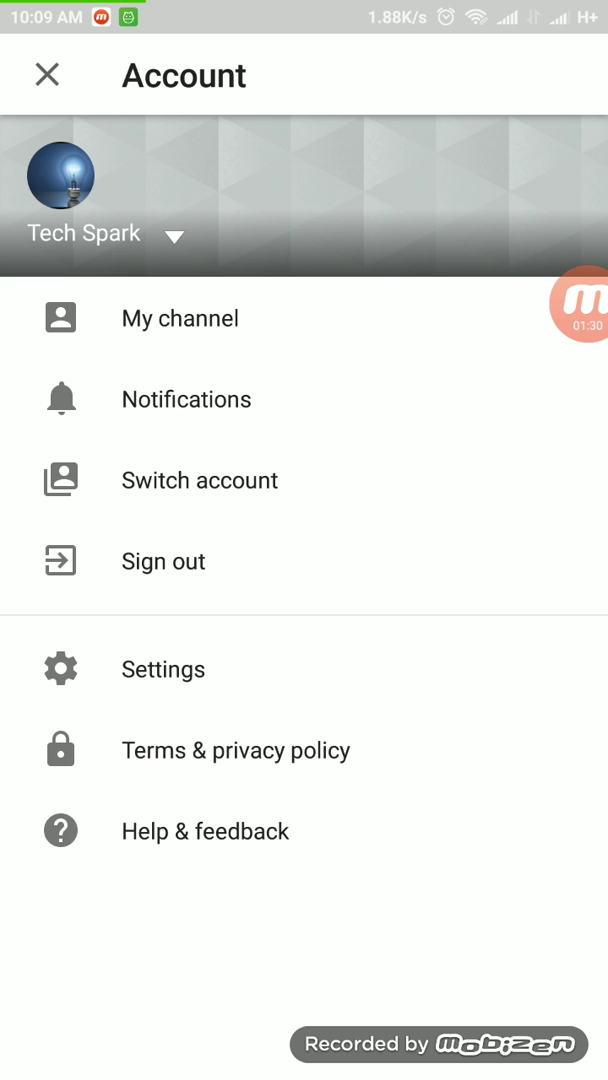 10:09 AM 1.88K/s H+
Account
Tech Spark
My channel
01:30
Notifications
Switch account
Sign out
Settings
Terms & privacy policy
Help & feedback
Recorded by mobizen